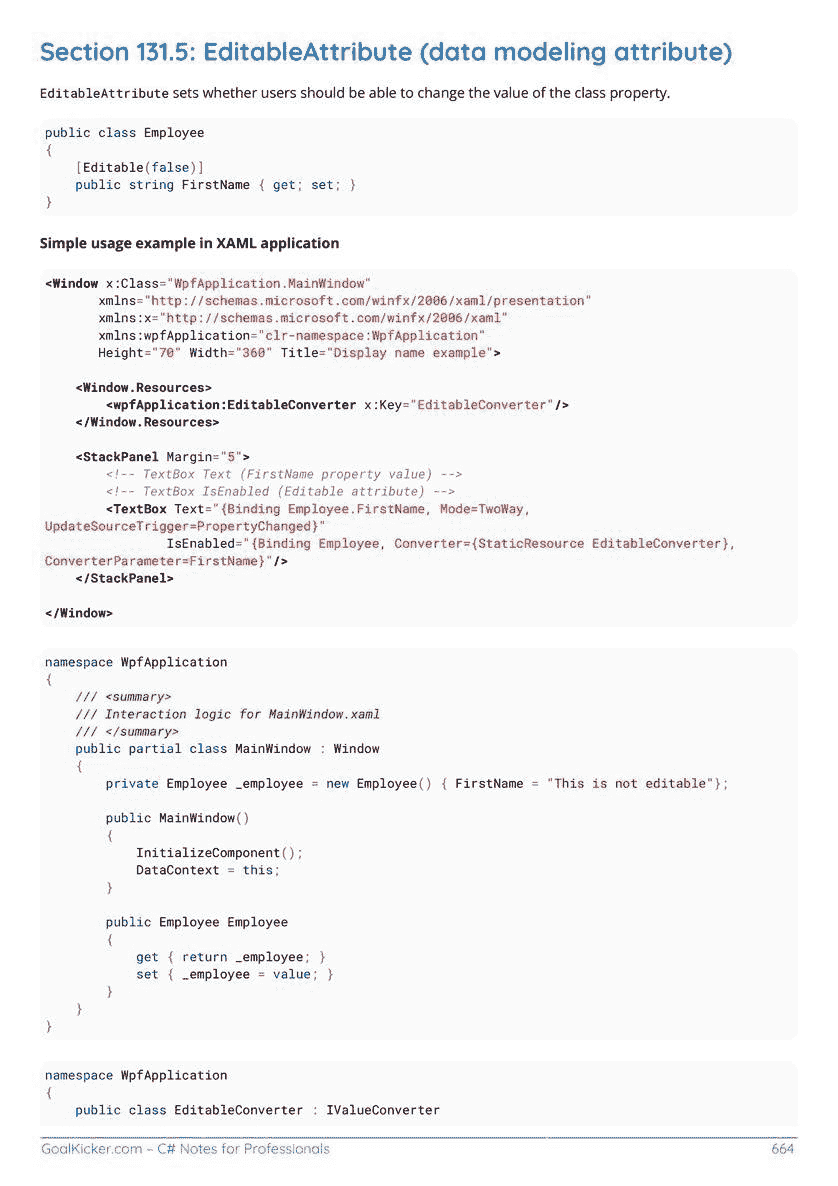 Section 131.5: EditableAttribute (data modeling attribute)
EditableAttribute sets whether users should be able to change the value of the class property.
public class Employee
{
    [Editable(false)]
    public string FirstName { get; set; }
}
Simple usage example in XAML application
<Window x:Class="WpfApplication.MainWindow"
       xmlns="http://schemas.microsoft.com/winfx/2006/xaml/presentation"
       xmlns:x="http://schemas.microsoft.com/winfx/2006/xaml"
       xmlns:wpfApplication="clr-namespace:WpfApplication"
       Height="70" Width="360" Title="Display name example">
    <Window.Resources>
        <wpfApplication:EditableConverter x:Key="EditableConverter"/>
    </Window.Resources>
    <StackPanel Margin="5">
        <!-- TextBox Text (FirstName property value) -->
        <!-- TextBox IsEnabled (Editable attribute) -->
        <TextBox Text="{Binding Employee.FirstName, Mode=TwoWay,
UpdateSourceTrigger=PropertyChanged}"
                IsEnabled="{Binding Employee, Converter={StaticResource EditableConverter},
ConverterParameter=FirstName}"/>
    </StackPanel>
</Window>
namespace WpfApplication
{
    /// <summary>
    /// Interaction logic for MainWindow.xaml
    /// </summary>
    public partial class MainWindow : Window
    {
        private Employee _employee = new Employee() { FirstName = "This is not editable"};
        public MainWindow()
        {
            InitializeComponent();
            DataContext = this;
        }
        public Employee Employee
        {
            get { return _employee; }
            set { _employee = value; }
        }
    }
}
namespace WpfApplication
{
    public class EditableConverter : IValueConverter
GoalKicker.com – C# Notes for Professionals
664